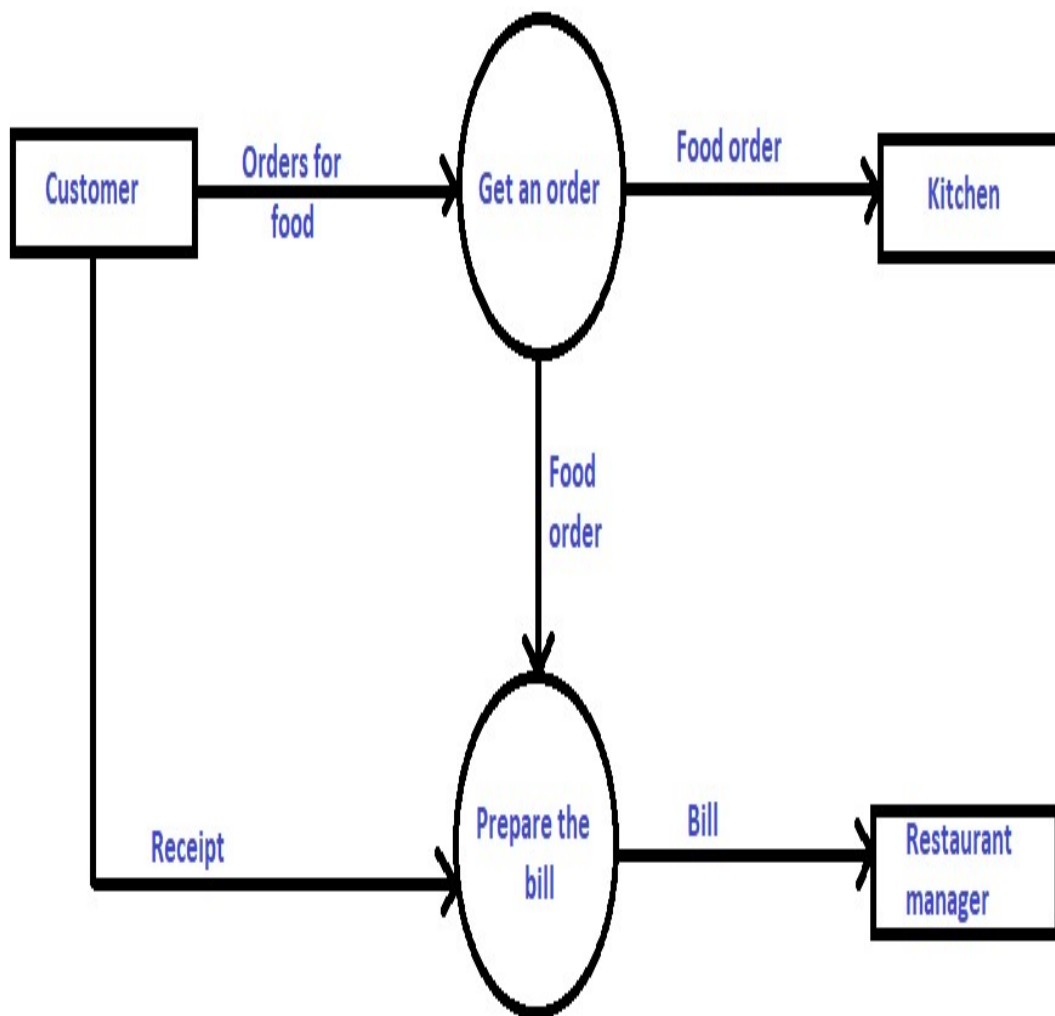 Customer
Orders for
food
Get an order
Food order
Kitchen
Food
order
Receipt
Prepare the
bill
Bill
Restaurant
manager